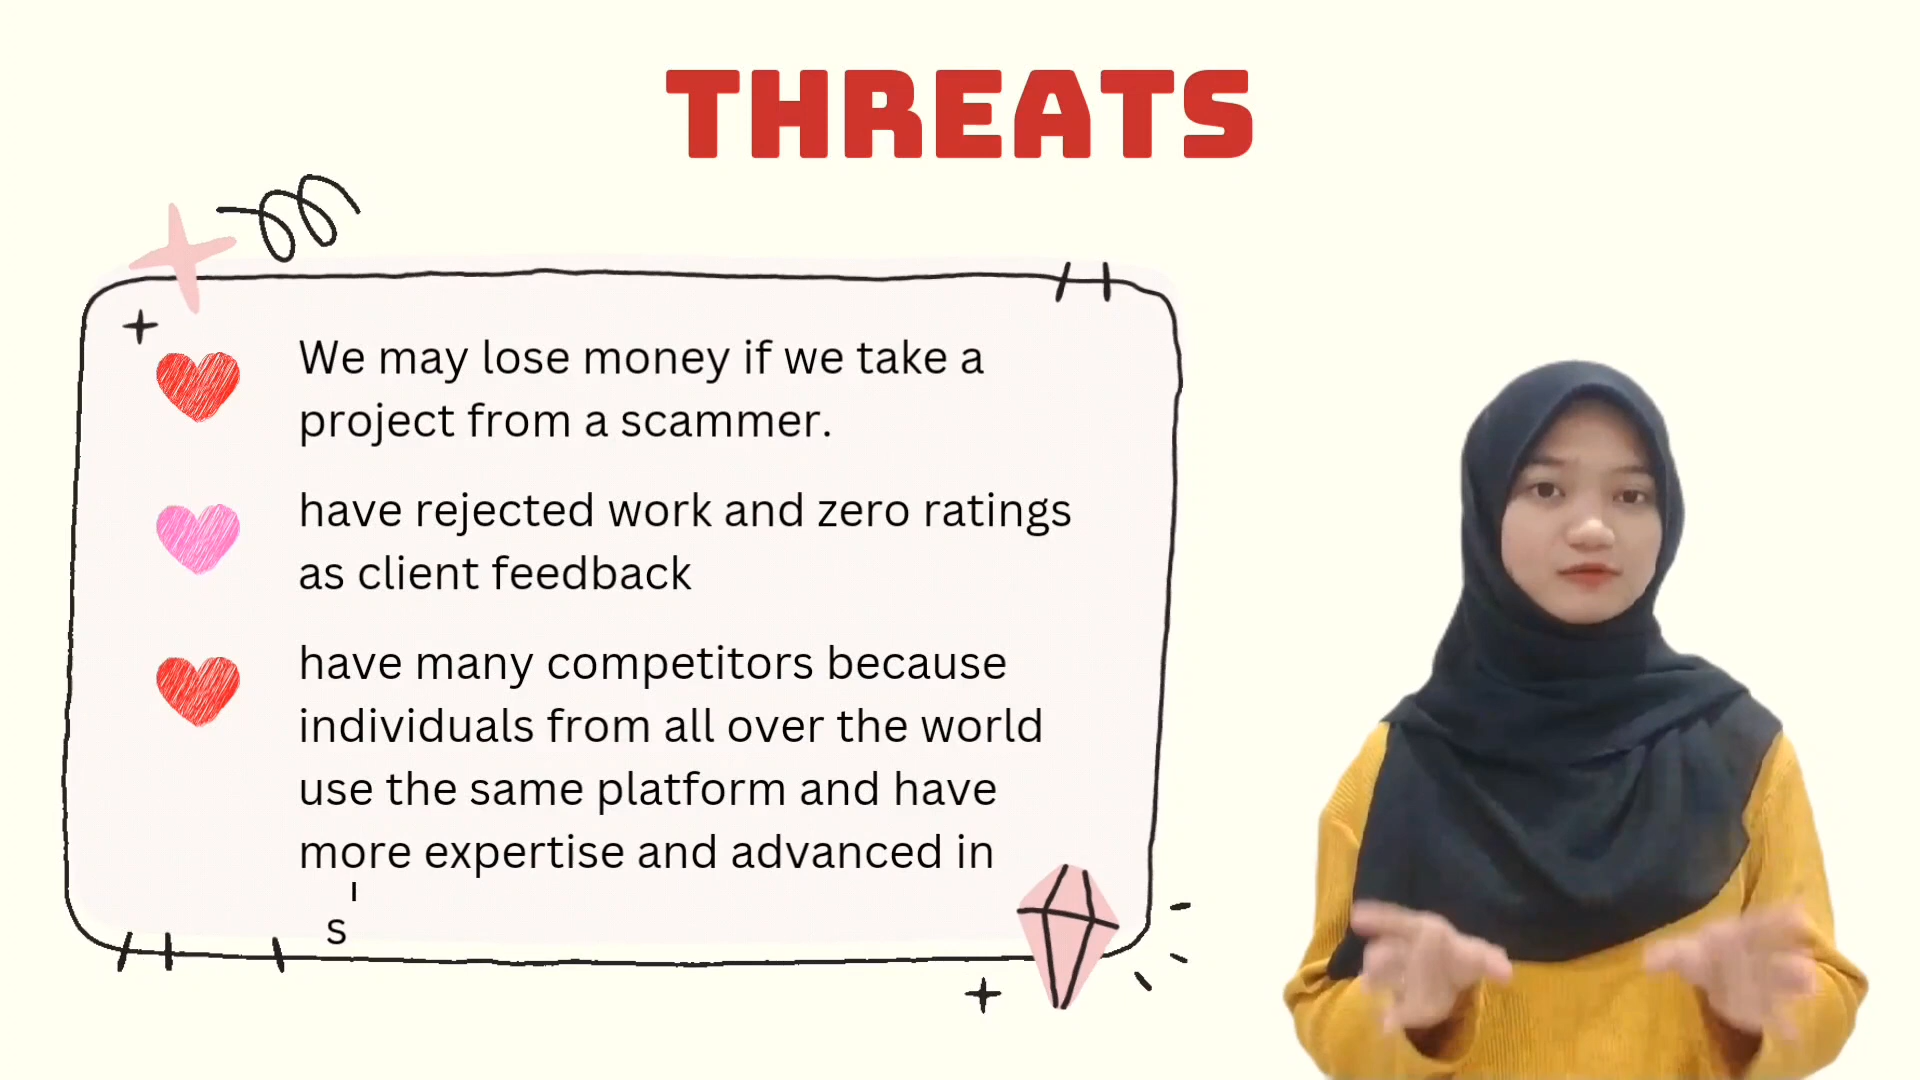 THREATS
We may lose money if we take a
project from a scammer.
have rejected work and zero ratings
as client feedback
have many competitors because
individuals from all over the world
use the same platform and have
more expertise and advanced in
s